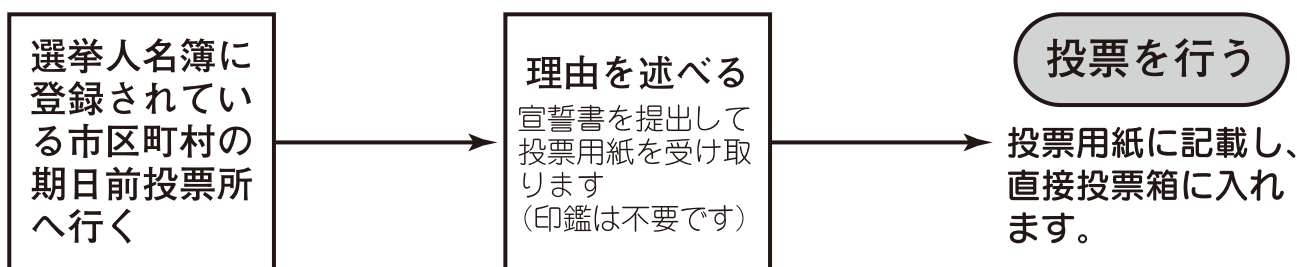 選挙人名簿に
登録されてい
る市区町村の
期日前投票所
へ行く
理由を述べる
宣誓書を提出して
投票用紙を受け取
ります
（印鑑は不要です）
投票を行う
投票用紙に記載し、
直接投票箱に入れ
ます。